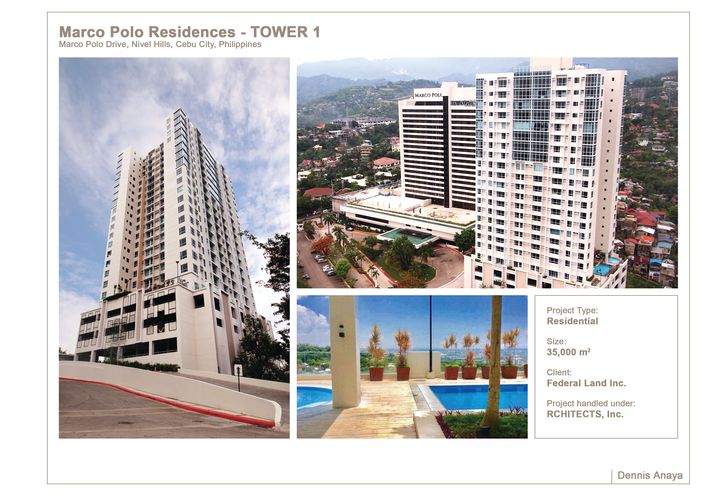 Marco Polo Residences - TOWER 1
Marco Polo Drive, Nivel Hills, Cebu City, Philippines
MARCO POLO
Project Type:
Residential
Size:
35,000 m²
Client:
Federal Land Inc.
Project handled under:
RCHITECTS, Inc.
Dennis Anaya